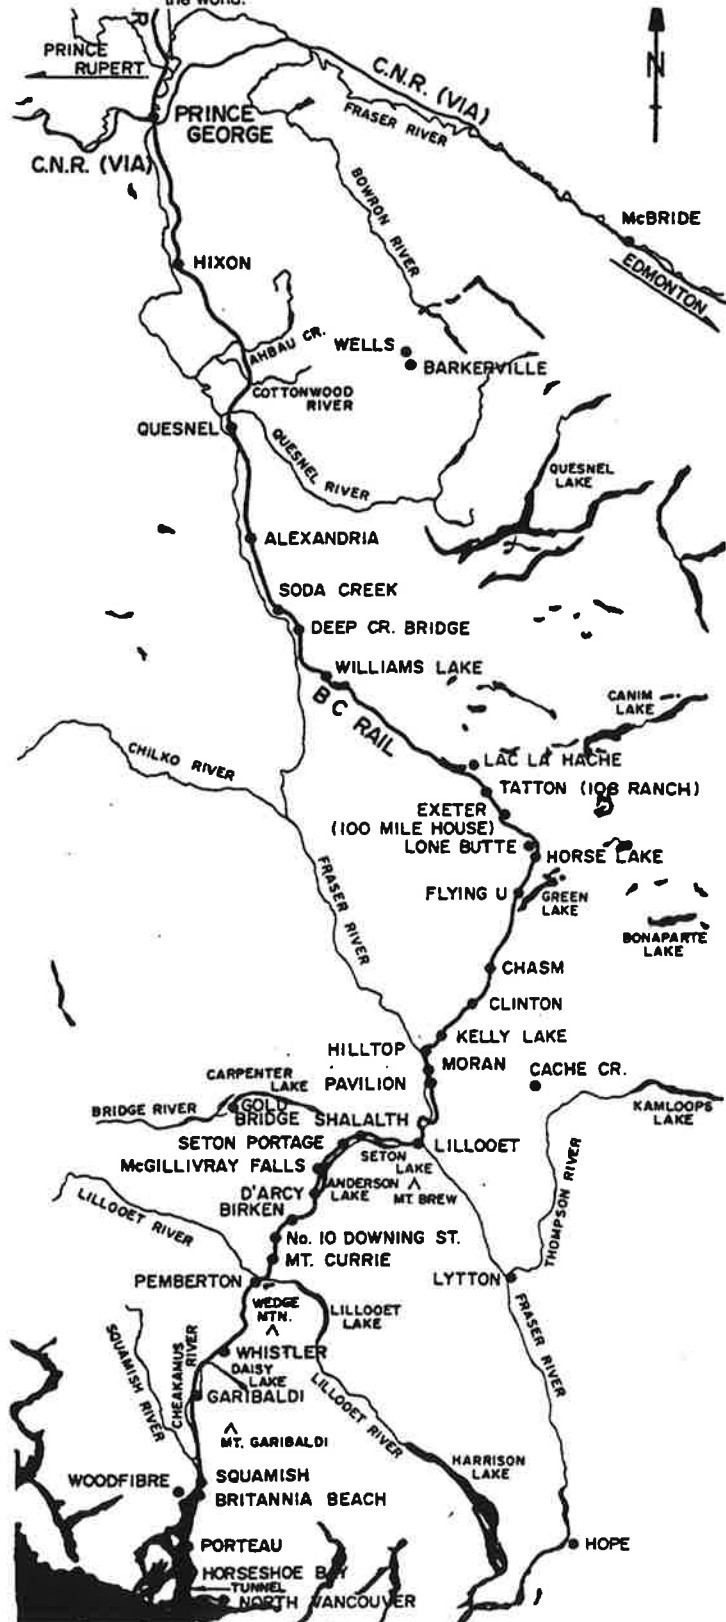 the world.
R
PRINCE
RUPERT
N
C.N.R. (VIA)
FRASER RIVER
PRINCE
GEORGE
C.N.R. (VIA)
BOWRON RIVER
McBRIDE
EDMONTON
HIXON
AHBAU CR.
WELLS
BARKERVILLE
COTTONWOOD
RIVER
QUESNEL
QUESNEL RIVER
QUESNEL
LAKE
ALEXANDRIA
SODA CREEK
DEEP CR. BRIDGE
WILLIAMS LAKE
BC RAIL
CANIM
LAKE
CHILKO RIVER
LAC LA HACHE
TATTON (108 RANCH)
EXETER
(100 MILE HOUSE)
LONE BUTTE
HORSE LAKE
FRASER RIVER
FLYING U
GREEN
LAKE
BONAPARTE
LAKE
CHASM
CLINTON
KELLY LAKE
HILLTOP
MORAN
PAVILION
CACHE CR.
CARPENTER
LAKE
KAMLOOPS
LAKE
BRIDGE RIVER
GOLD
BRIDGE
SHALALTH
SETON PORTAGE
LILLOOET
SETON
LAKE
McGILLIVRAY FALLS
ANDERSON
LAKE
MT. BREW
THOMPSON RIVER
D'ARCY
BIRKEN
LILLOOET RIVER
No. 10 DOWNING ST.
MT. CURRIE
PEMBERTON
LYTTON
WEDGE
MTN.
LILLOOET
LAKE
FRASER RIVER
SQUAMISH RIVER
CHEAKAMUS
RIVER
WHISTLER
DAISY
LAKE
GARIBALDI
LILLOOET RIVER
MT. GARIBALDI
HARRISON
LAKE
SQUAMISH
WOODFIBRE
BRITANNIA BEACH
PORTEAU
HOPE
HORSESHOE BAY
TUNNEL
NORTH VANCOUVER